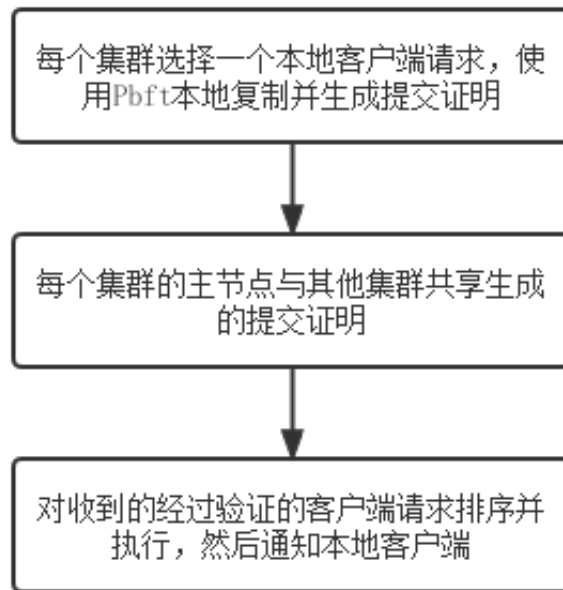 每个集群选择一个本地客户端请求，使
用Pbft本地复制并生成提交证明
每个集群的主节点与其他集群共享生成
的提交证明
对收到的经过验证的客户端请求排序并
执行，然后通知本地客户端